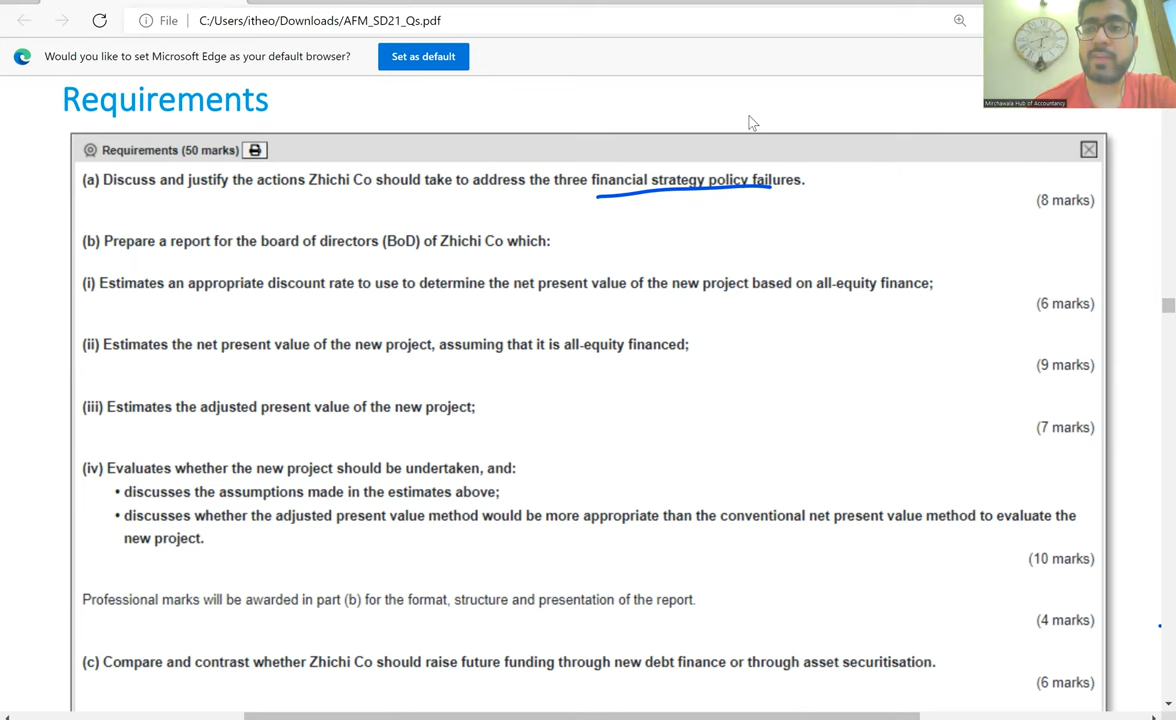 File
C:/Users/itheo/Downloads/AFM_SD21_Qs.pdf
Would you like to set Microsoft Edge as your default browser?
Set as default
Mirchawala Hub of Accountancy
Requirements
Requirements (50 marks)
(a) Discuss and justify the actions Zhichi Co should take to address the three financial strategy policy failures.
(8 marks)
(b) Prepare a report for the board of directors (BoD) of Zhichi Co which:
(i) Estimates an appropriate discount rate to use to determine the net present value of the new project based on all-equity finance;
(6 marks)
(ii) Estimates the net present value of the new project, assuming that it is all-equity financed;
(9 marks)
(iii) Estimates the adjusted present value of the new project;
(7 marks)
(iv) Evaluates whether the new project should be undertaken, and:
• discusses the assumptions made in the estimates above;
• discusses whether the adjusted present value method would be more appropriate than the conventional net present value method to evaluate the
new project.
(10 marks)
Professional marks will be awarded in part (b) for the format, structure and presentation of the report.
(4 marks)
(c) Compare and contrast whether Zhichi Co should raise future funding through new debt finance or through asset securitisation.
(6 marks)